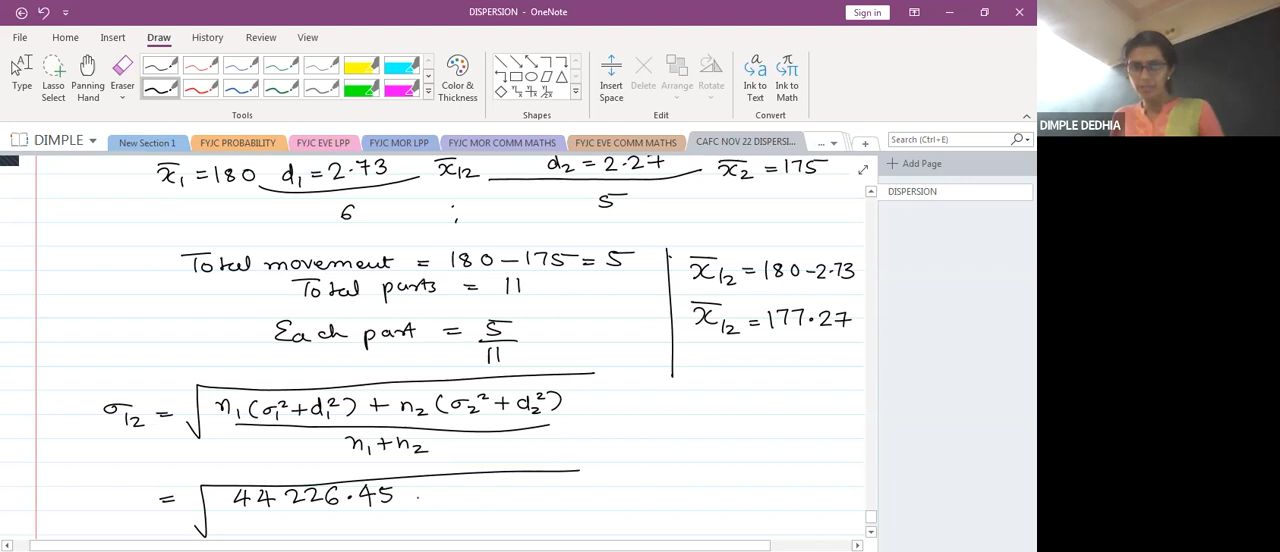 DISPERSION - OneNote
Sign in
File Home Insert Draw History Review View
Type Lasso Select Panning Hand Eraser Color & Thickness Insert Space Delete Arrange Rotate Ink to Text Ink to Math
Tools Shapes Edit Convert
DIMPLE New Section 1 FYJC PROBABILITY FYJC EVE LPP FYJC MOR LPP FYJC MOR COMM MATHS FYJC EVE COMM MATHS CAFC NOV 22 DISPERSI... ... Search (Ctrl+E)
DIMPLE DEDHIA
Add Page
DISPERSION
x̄₁ = 180 d₁ = 2.73 x̄₁₂ d₂ = 2.27 x̄₂ = 175
6 ; 5
Total movement = 180 - 175 = 5
Total parts = 11
Each part = 5/11
x̄₁₂ = 180 - 2.73
x̄₁₂ = 177.27
σ₁₂ = √((n₁(σ₁² + d₁²) + n₂(σ₂² + d₂²))/(n₁ + n₂))
= √44226.45